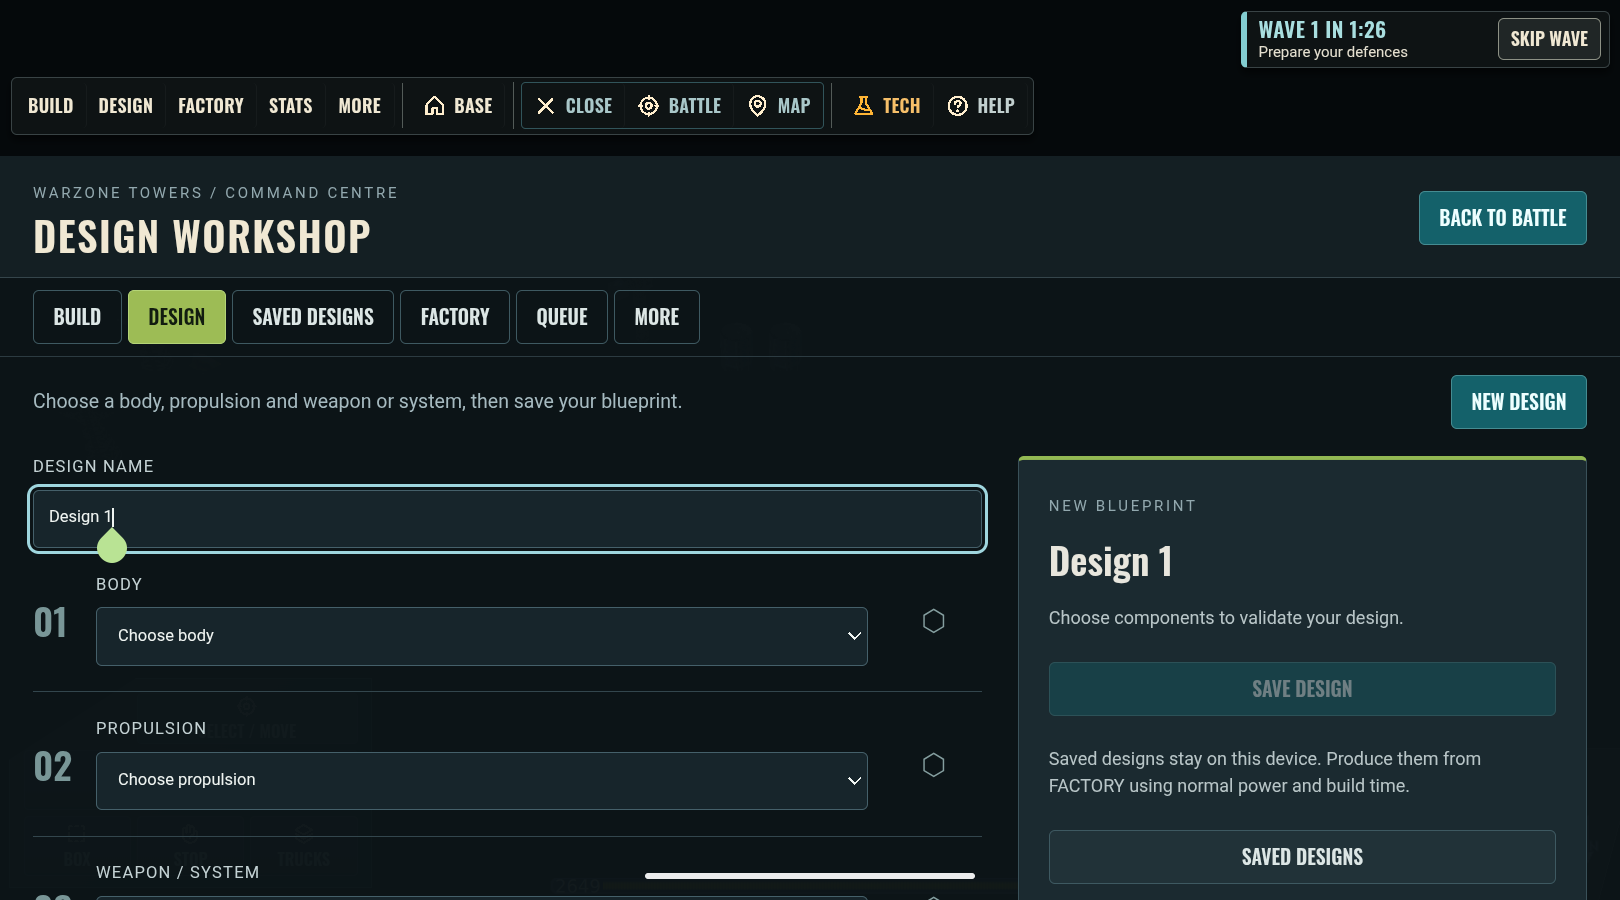 WAVE 1 IN 1:26
Prepare your defences
SKIP WAVE
BUILD DESIGN FACTORY STATS MORE BASE CLOSE BATTLE MAP TECH HELP
WARZONE TOWERS / COMMAND CENTRE
DESIGN WORKSHOP
BACK TO BATTLE
BUILD DESIGN SAVED DESIGNS FACTORY QUEUE MORE
Choose a body, propulsion and weapon or system, then save your blueprint.
NEW DESIGN
DESIGN NAME
Design 1
BODY
01
Choose body
PROPULSION
02
Choose propulsion
WEAPON / SYSTEM
NEW BLUEPRINT
Design 1
Choose components to validate your design.
SAVE DESIGN
Saved designs stay on this device. Produce them from
FACTORY using normal power and build time.
SAVED DESIGNS